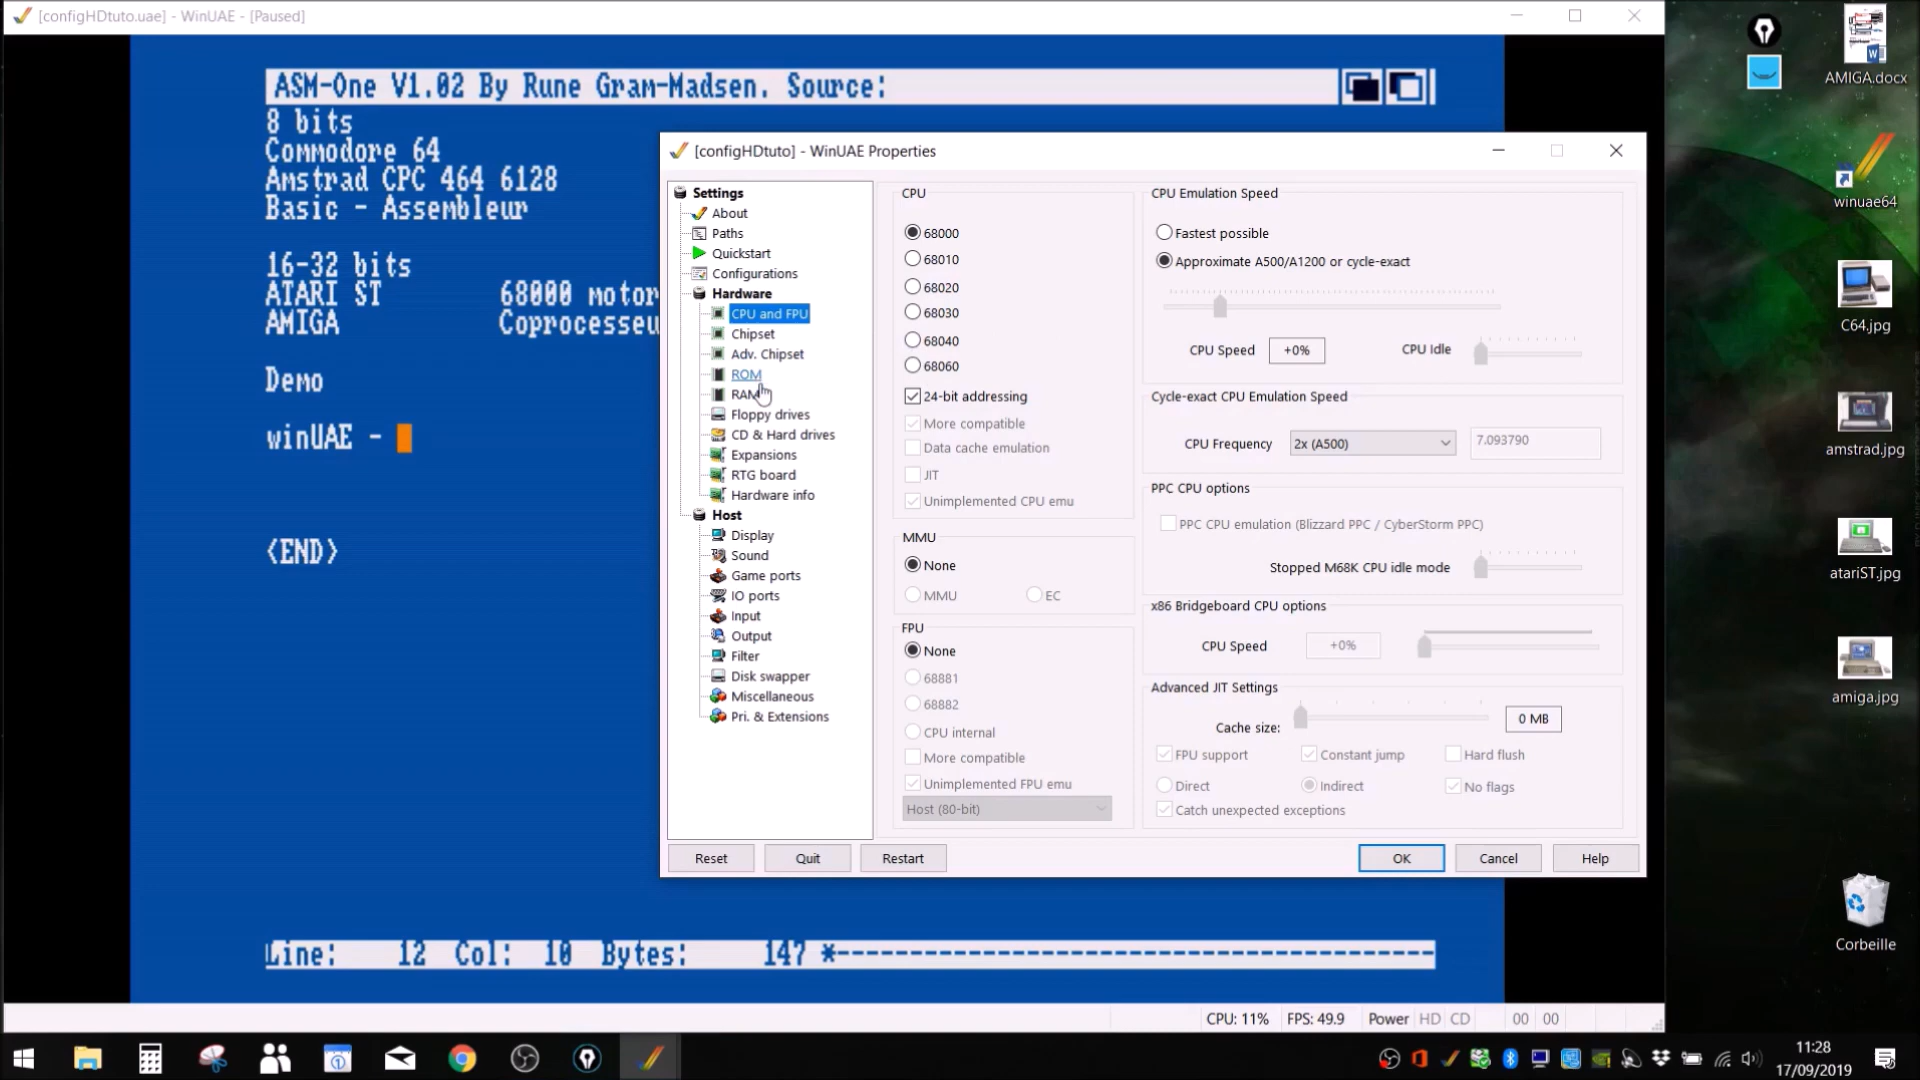 [configHDtuto.uae] - WinUAE - [Paused]
ASM-One V1.02 By Rune Gram-Madsen. Source:
8 bits
Commodore 64
Amstrad CPC 464 6128
Basic - Assembleur
16-32 bits
ATARI ST 68000 motor
AMIGA Coprocesseu
Demo
winUAE -
<END>
Line: 12 Col: 10 Bytes: 147 *------------------------------------------
[configHDtuto] - WinUAE Properties
Settings
About
Paths
Quickstart
Configurations
Hardware
CPU and FPU
Chipset
Adv. Chipset
ROM
RAM
Floppy drives
CD & Hard drives
Expansions
RTG board
Hardware info
Host
Display
Sound
Game ports
IO ports
Input
Output
Filter
Disk swapper
Miscellaneous
Pri. & Extensions
CPU
68000
68010
68020
68030
68040
68060
24-bit addressing
More compatible
Data cache emulation
JIT
Unimplemented CPU emu
MMU
None
MMU EC
FPU
None
68881
68882
CPU internal
More compatible
Unimplemented FPU emu
Host (80-bit)
CPU Emulation Speed
Fastest possible
Approximate A500/A1200 or cycle-exact
CPU Speed +0% CPU Idle
Cycle-exact CPU Emulation Speed
CPU Frequency 2x (A500) 7.093790
PPC CPU options
PPC CPU emulation (Blizzard PPC / CyberStorm PPC)
Stopped M68K CPU idle mode
x86 Bridgeboard CPU options
CPU Speed +0%
Advanced JIT Settings
Cache size: 0 MB
FPU support Constant jump Hard flush
Direct Indirect No flags
Catch unexpected exceptions
Reset Quit Restart OK Cancel Help
CPU: 11% FPS: 49.9 Power HD CD 00 00
AMIGA.docx
winuae64
C64.jpg
amstrad.jpg
atariST.jpg
amiga.jpg
Corbeille
11:28
17/09/2019